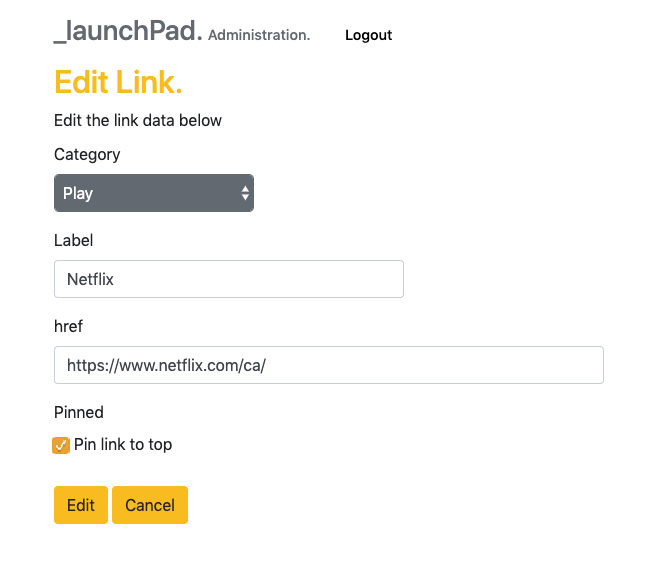 _launchPad. Administration. Logout
Edit Link.
Edit the link data below
Category
Play
Label
Netflix
href
https://www.netflix.com/ca/
Pinned
Pin link to top
Edit Cancel